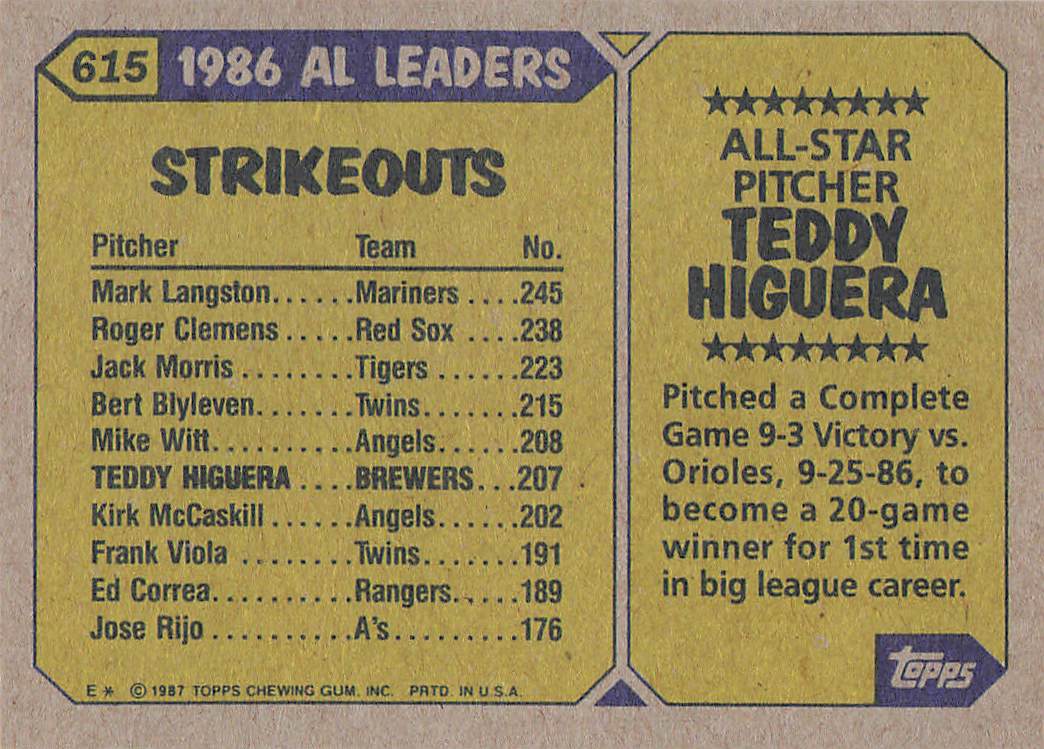 615 1986 AL LEADERS
STRIKEOUTS
Pitcher Team No.
Mark Langston......Mariners ....245
Roger Clemens .....Red Sox ....238
Jack Morris ........Tigers ......223
Bert Blyleven.......Twins.......215
Mike Witt..........Angels......208
TEDDY HIGUERA ....BREWERS...207
Kirk McCaskill ......Angels......202
Frank Viola ........Twins.......191
Ed Correa..........Rangers.....189
Jose Rijo ..........A's.........176
E * © 1987 TOPPS CHEWING GUM. INC. PRTD. IN U.S.A.
★★★★★★★★
ALL-STAR
PITCHER
TEDDY
HIGUERA
★★★★★★★★
Pitched a Complete
Game 9-3 Victory vs.
Orioles, 9-25-86, to
become a 20-game
winner for 1st time
in big league career.
topps